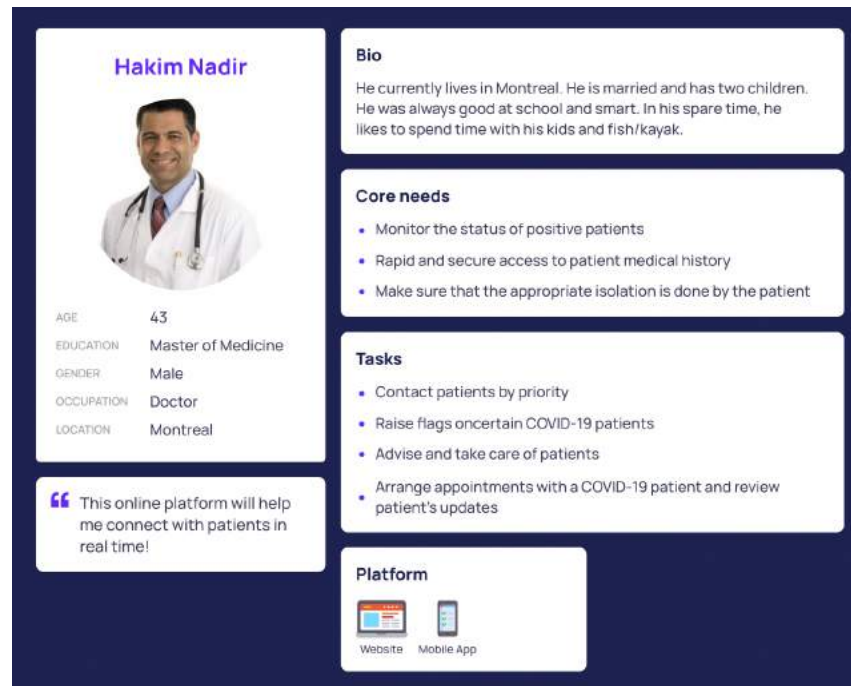 Hakim Nadir
AGE 43
EDUCATION Master of Medicine
GENDER Male
OCCUPATION Doctor
LOCATION Montreal
This online platform will help
me connect with patients in
real time!
Bio
He currently lives in Montreal. He is married and has two children.
He was always good at school and smart. In his spare time, he
likes to spend time with his kids and fish/kayak.
Core needs
• Monitor the status of positive patients
• Rapid and secure access to patient medical history
• Make sure that the appropriate isolation is done by the patient
Tasks
• Contact patients by priority
• Raise flags oncertain COVID-19 patients
• Advise and take care of patients
• Arrange appointments with a COVID-19 patient and review
patient's updates
Platform
Website Mobile App